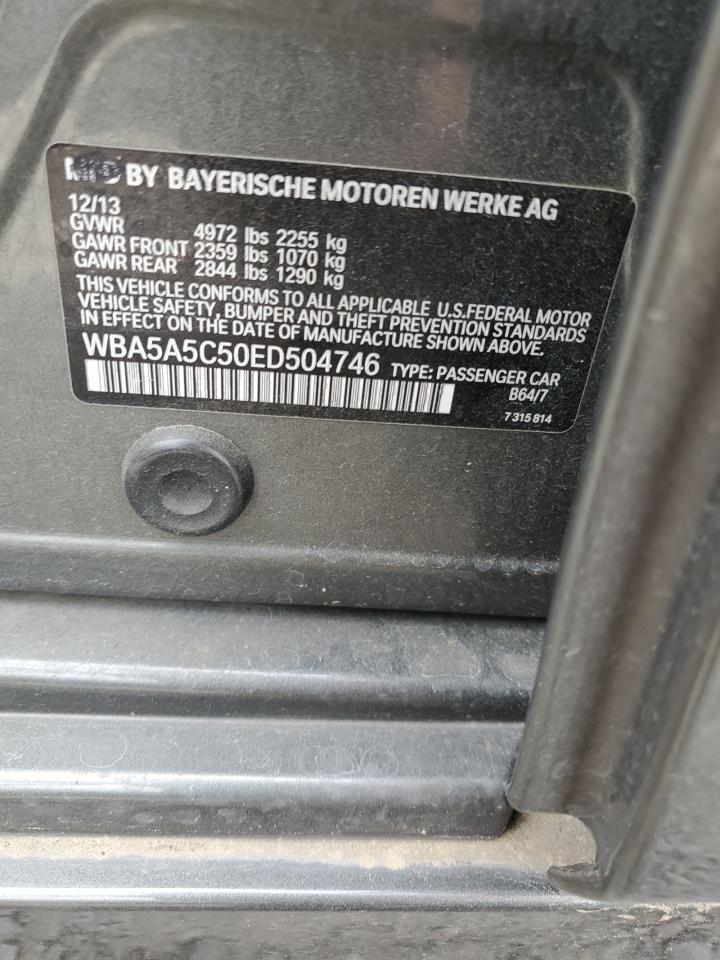 MFD BY BAYERISCHE MOTOREN WERKE AG
12/13
GVWR 4972 lbs 2255 kg
GAWR FRONT 2359 lbs 1070 kg
GAWR REAR 2844 lbs 1290 kg
THIS VEHICLE CONFORMS TO ALL APPLICABLE U.S.FEDERAL MOTOR
VEHICLE SAFETY, BUMPER AND THEFT PREVENTION STANDARDS
IN EFFECT ON THE DATE OF MANUFACTURE SHOWN ABOVE.
WBA5A5C50ED504746 TYPE: PASSENGER CAR
B64/7
7 315 814